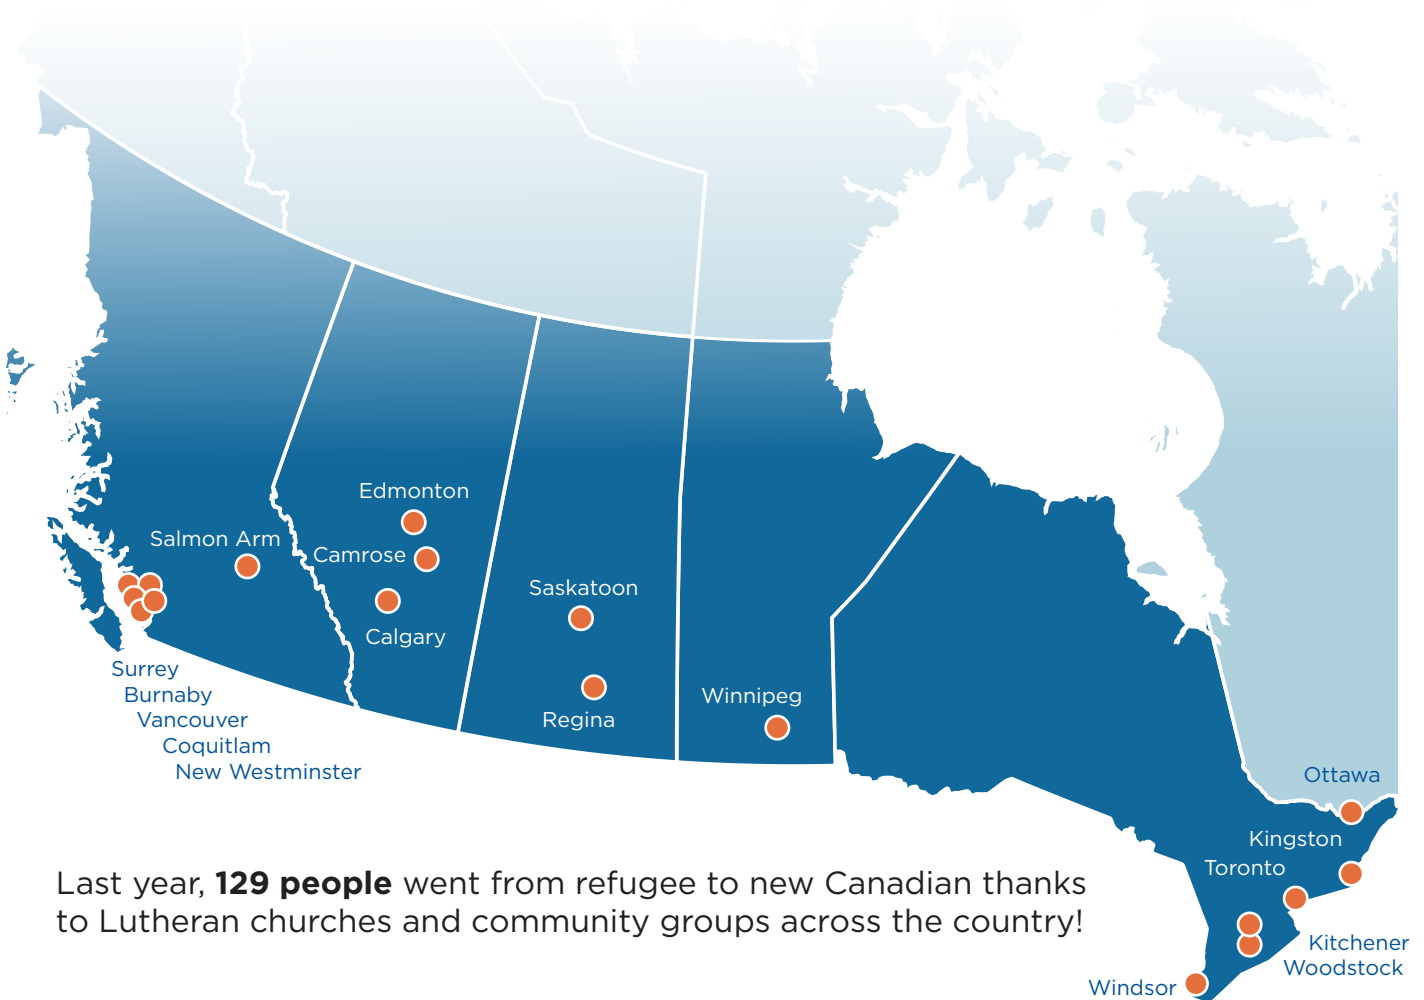 Edmonton
Salmon Arm
Camrose
Saskatoon
Calgary
Surrey
Burnaby
Vancouver
Coquitlam
New Westminster
Regina
Winnipeg
Ottawa
Kingston
Toronto
Kitchener
Woodstock
Windsor
Last year, 129 people went from refugee to new Canadian thanks
to Lutheran churches and community groups across the country!